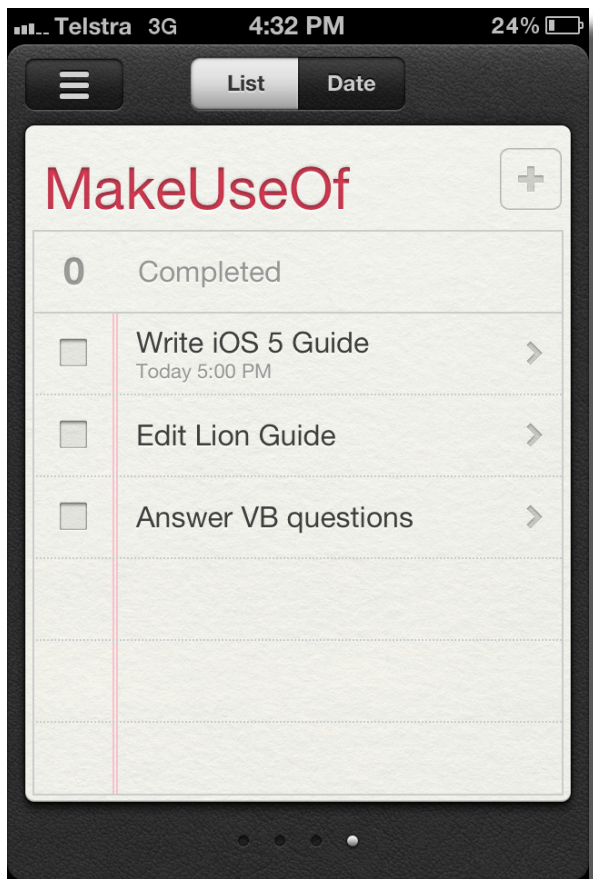 Telstra 3G 4:32 PM 24%
List Date
MakeUseOf
0 Completed
Write iOS 5 Guide
Today 5:00 PM
Edit Lion Guide
Answer VB questions